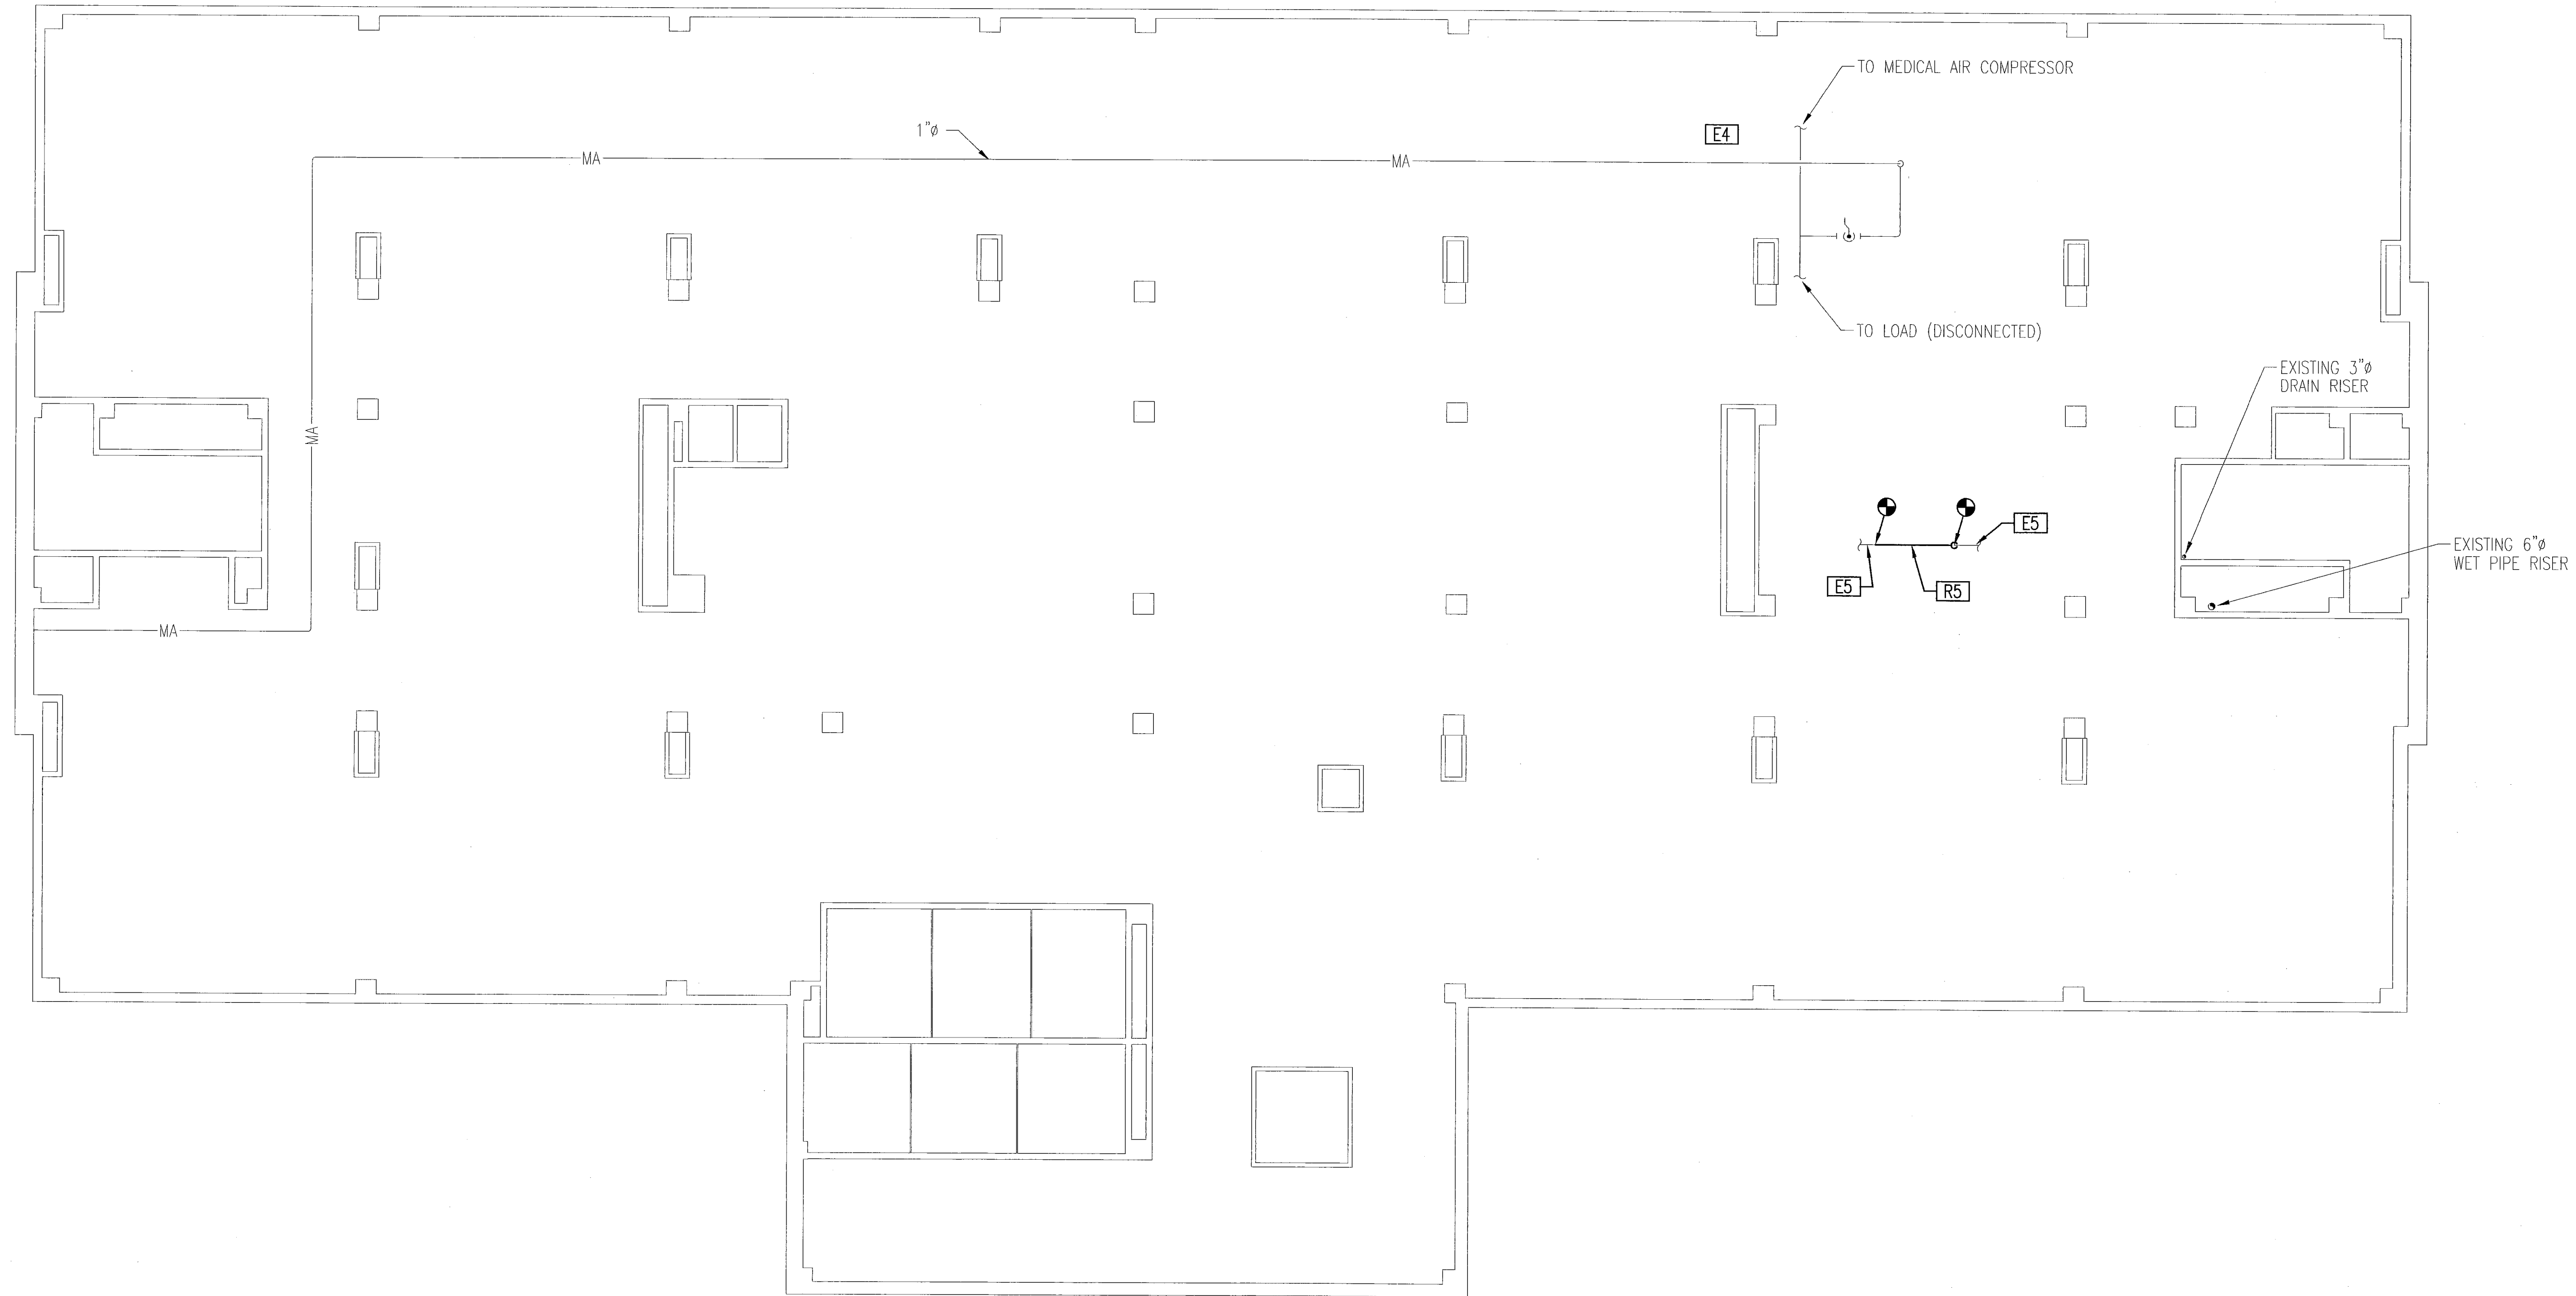 TO MEDICAL AIR COMPRESSOR
1"ø
E4
MA
MA
TO LOAD (DISCONNECTED)
EXISTING 3"ø
DRAIN RISER
MA
E5
EXISTING 6"ø
WET PIPE RISER
E5
R5
MA